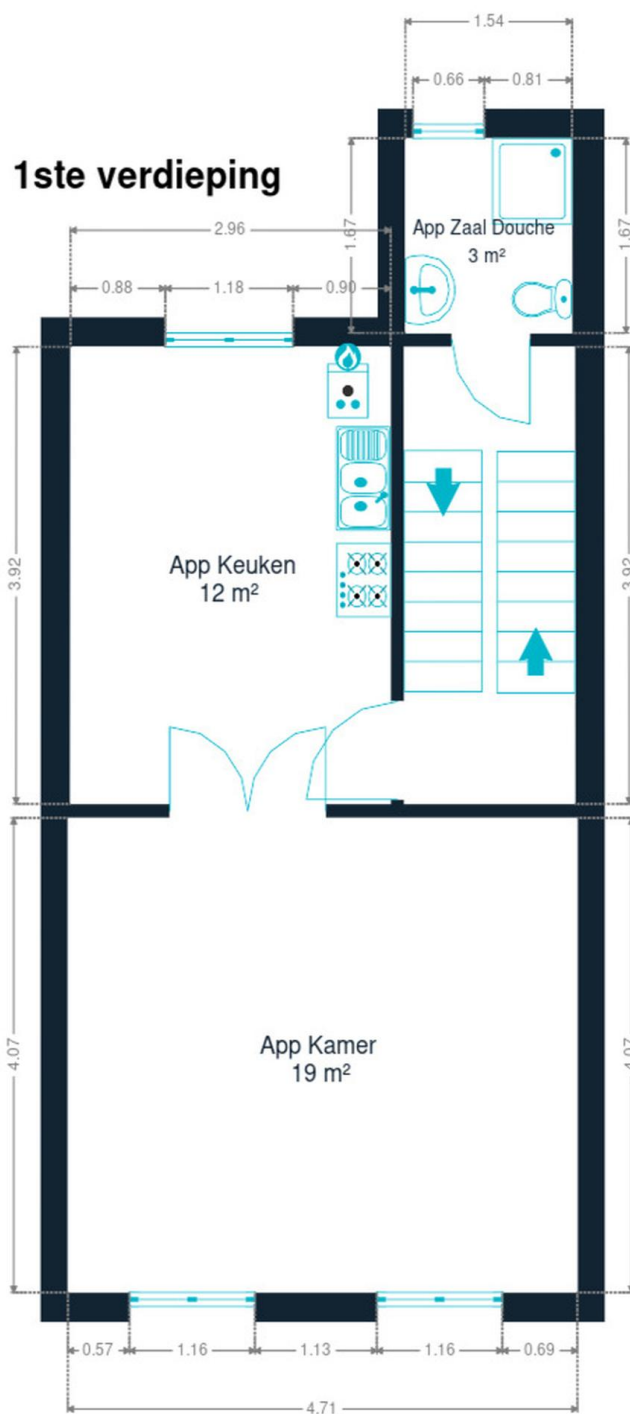 1.54
0.66
0.81
1ste verdieping
App Zaal Douche
3 m²
1.67
1.67
2.96
0.88
1.18
0.90
3.92
3.92
App Keuken
12 m²
4.07
4.07
App Kamer
19 m²
0.57
1.16
1.13
1.16
0.69
4.71